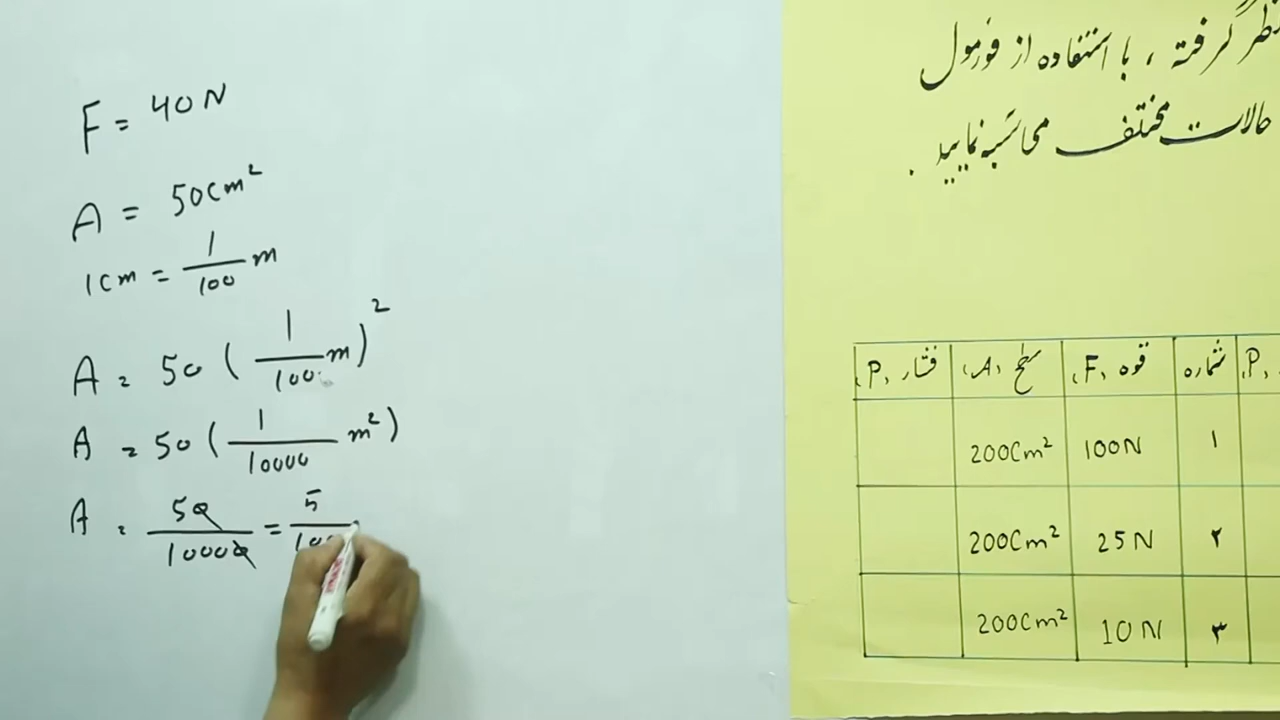 F = 40N
A = 50cm²
1cm = 1/100 m
A = 50 (1/100 m)²
A = 50 (1/10000 m²)
A = 50/10000 = 5/100
گرفته ، با استفاده از فورمول
حالات مختلف محاسبه نمایید .
شماره قوه (F) سطح (A) فشار (P)
۱ 100N 200Cm²
۲ 25N 200Cm²
۳ 10N 200Cm²